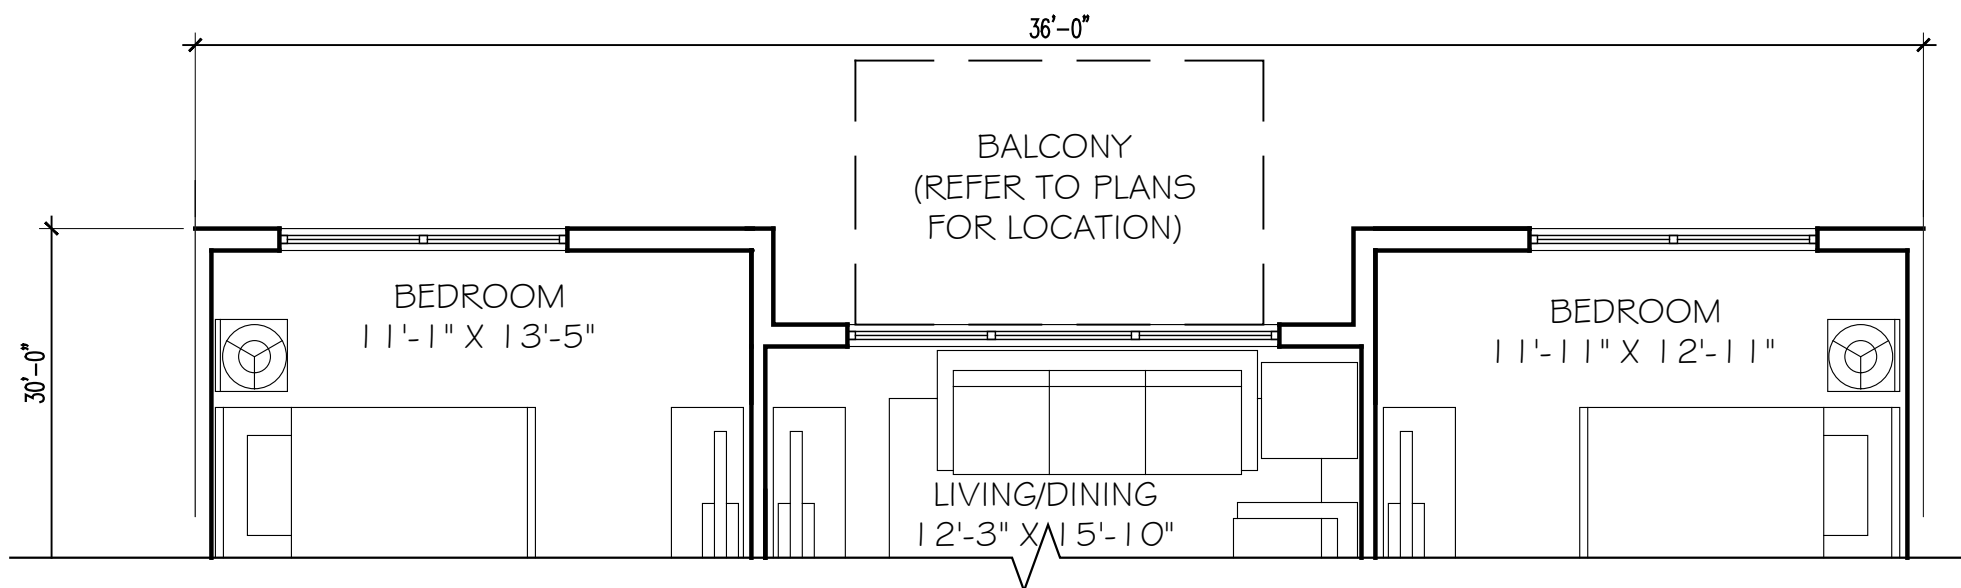 36'-0"
BALCONY
(REFER TO PLANS
FOR LOCATION)
BEDROOM
11'-1" X 13'-5"
BEDROOM
11'-11" X 12'-11"
30'-0"
LIVING/DINING
12'-3" X 15'-10"